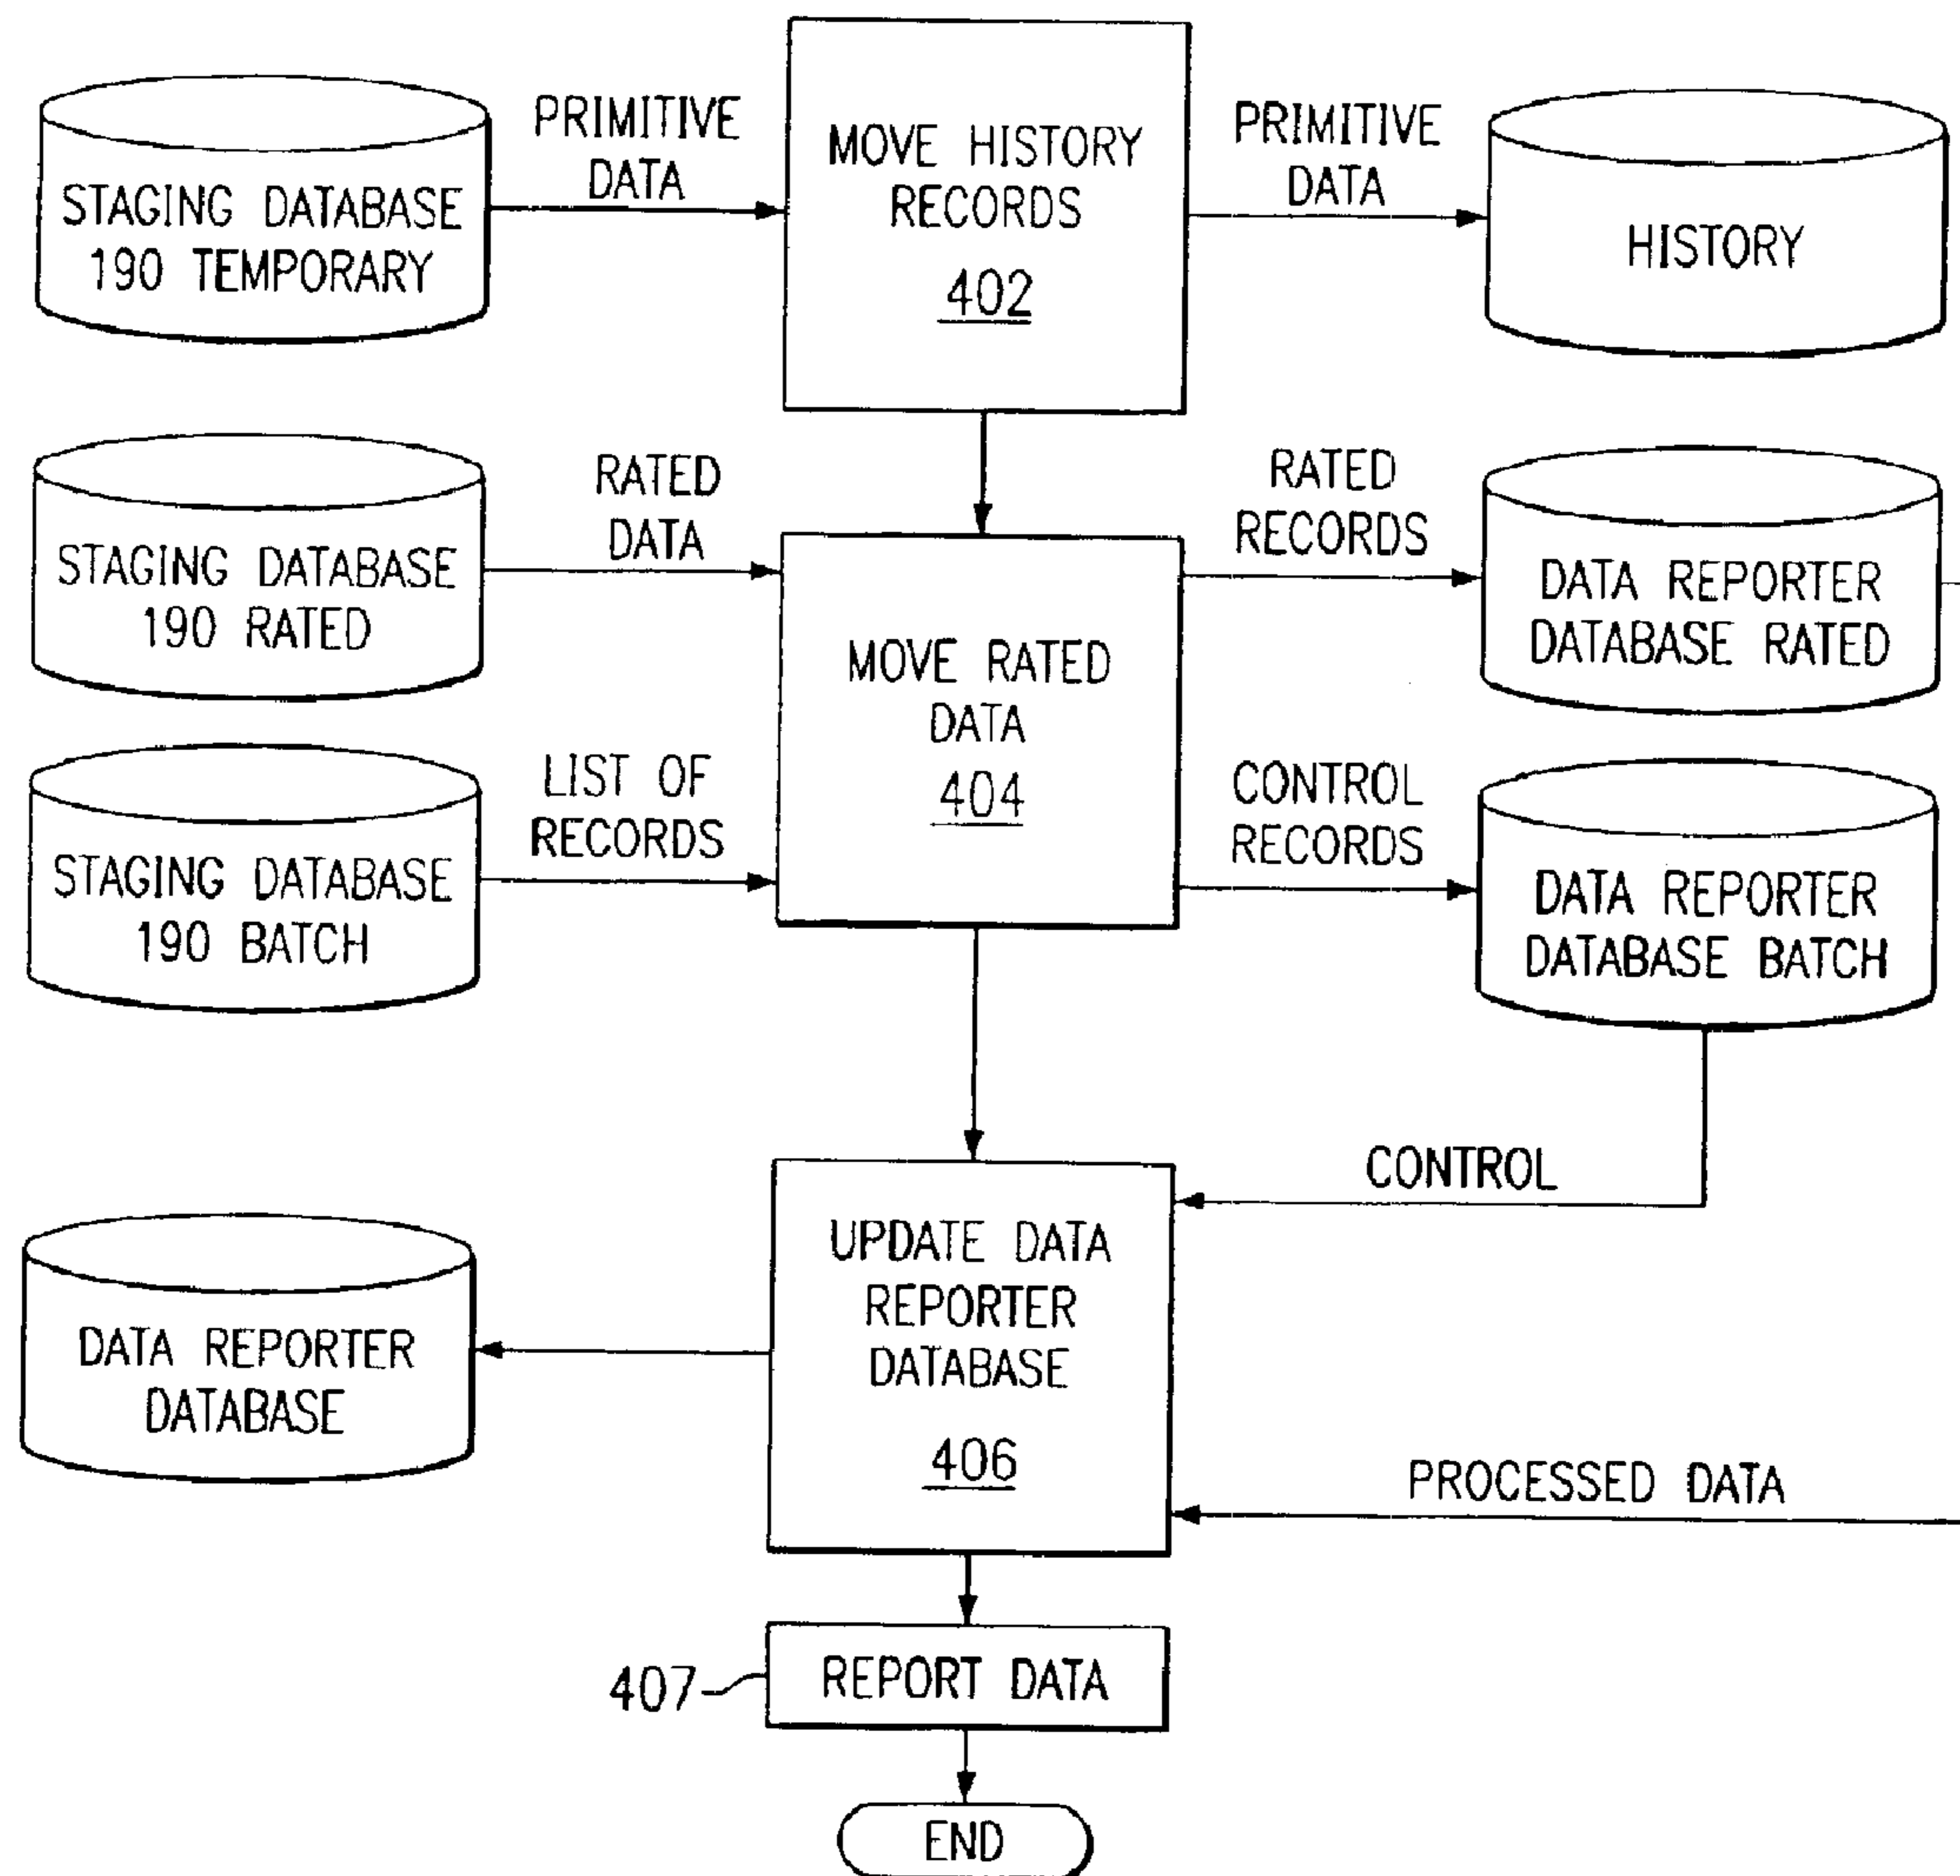 STAGING DATABASE
190 TEMPORARY
PRIMITIVE
DATA
MOVE HISTORY
RECORDS
402
PRIMITIVE
DATA
HISTORY
STAGING DATABASE
190 RATED
RATED
DATA
MOVE RATED
DATA
404
RATED
RECORDS
DATA REPORTER
DATABASE RATED
STAGING DATABASE
190 BATCH
LIST OF
RECORDS
CONTROL
RECORDS
DATA REPORTER
DATABASE BATCH
CONTROL
UPDATE DATA
REPORTER
DATABASE
406
DATA REPORTER
DATABASE
PROCESSED DATA
407
REPORT DATA
END